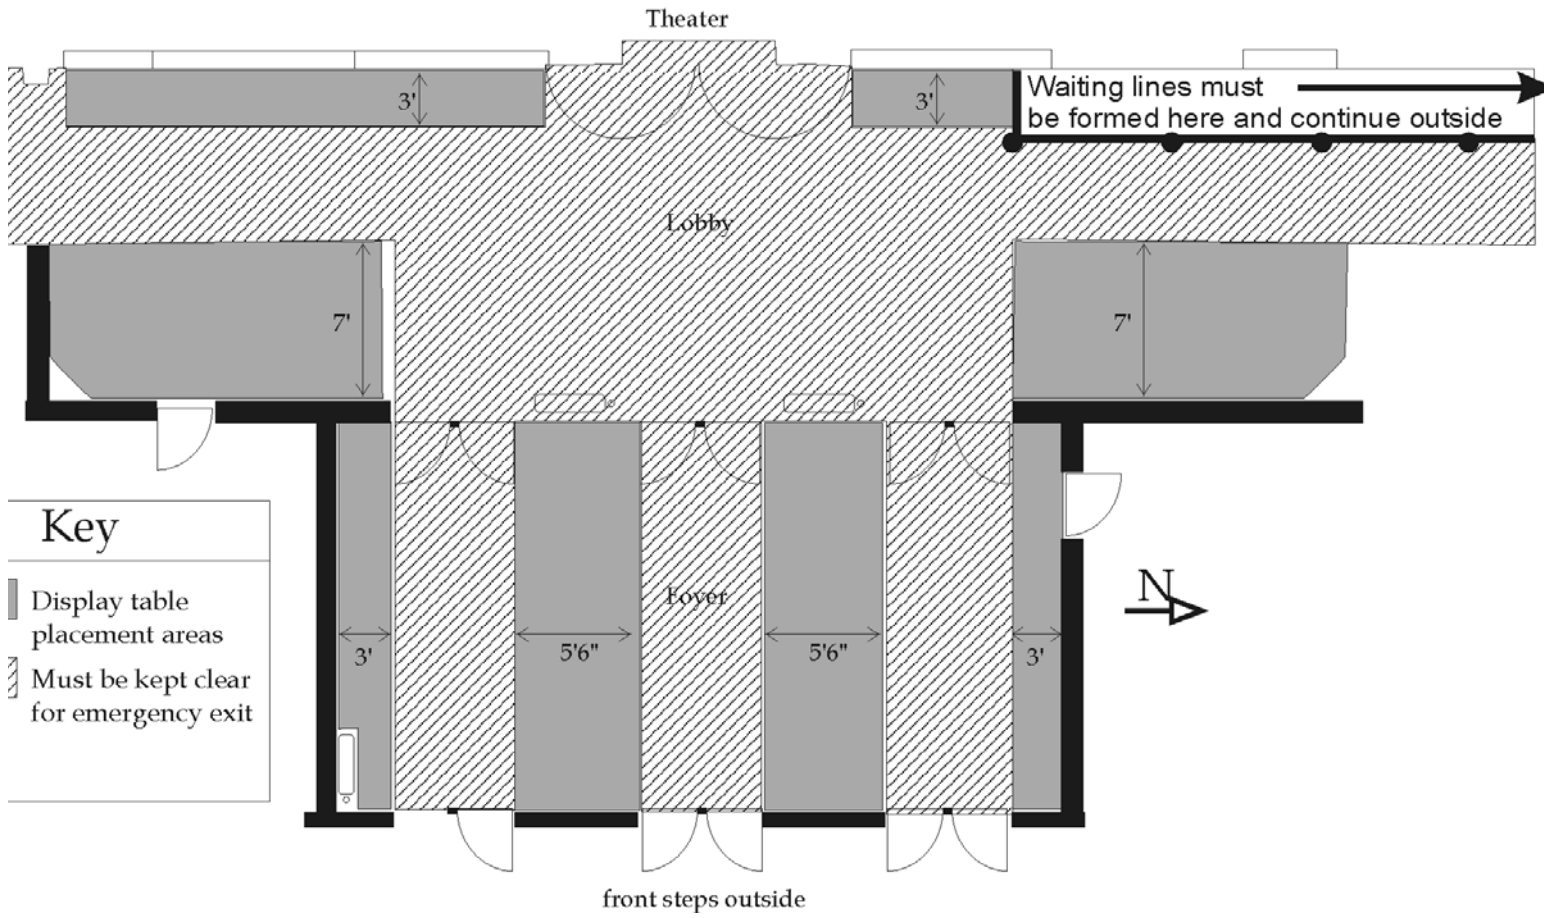 Theater
3'
3'
Waiting lines must
be formed here and continue outside
Lobby
7'
7'
Key
Display table
placement areas
Must be kept clear
for emergency exit
N
Foyer
3'
5'6"
5'6"
3'
front steps outside